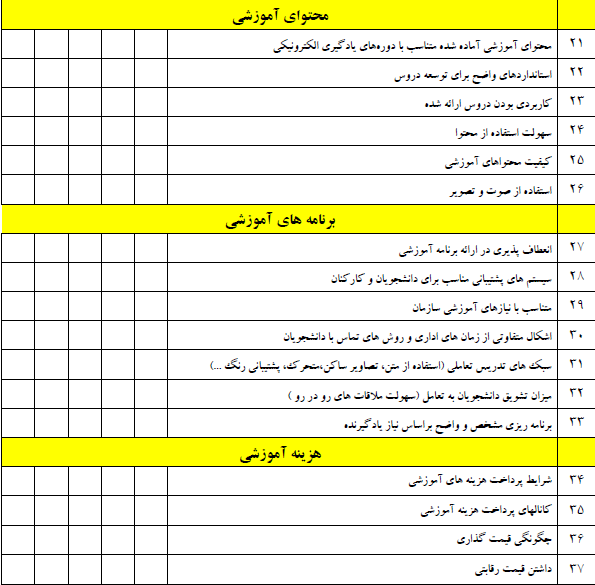 محتوای آموزشی
۲۱ محتوای آموزشی آماده شده متناسب با دوره‌های یادگیری الکترونیکی
۲۲ استانداردهای واضح برای توسعه دروس
۲۳ کاربردی بودن دروس ارائه شده
۲۴ سهولت استفاده از محتوا
۲۵ کیفیت محتواهای آموزشی
۲۶ استفاده از صوت و تصویر
برنامه های آموزشی
۲۷ انعطاف پذیری در ارائه برنامه آموزشی
۲۸ سیستم های پشتیبانی مناسب برای دانشجویان و کارکنان
۲۹ متناسب با نیازهای آموزشی سازمان
۳۰ اشکال متفاوتی از زمان های اداری و روش های تماس با دانشجویان
۳۱ سبک های تدریس تعاملی (استفاده از متن، تصاویر ساکن،متحرک، پشتیبانی رنگ ...)
۳۲ میزان تشویق دانشجویان به تعامل (سهولت ملاقات های رو در رو )
۳۳ برنامه ریزی مشخص و واضح براساس نیاز یادگیرنده
هزینه آموزشی
۳۴ شرایط پرداخت هزینه های آموزشی
۳۵ کانالهای پرداخت هزینه آموزشی
۳۶ چگونگی قیمت گذاری
۳۷ داشتن قیمت رقابتی